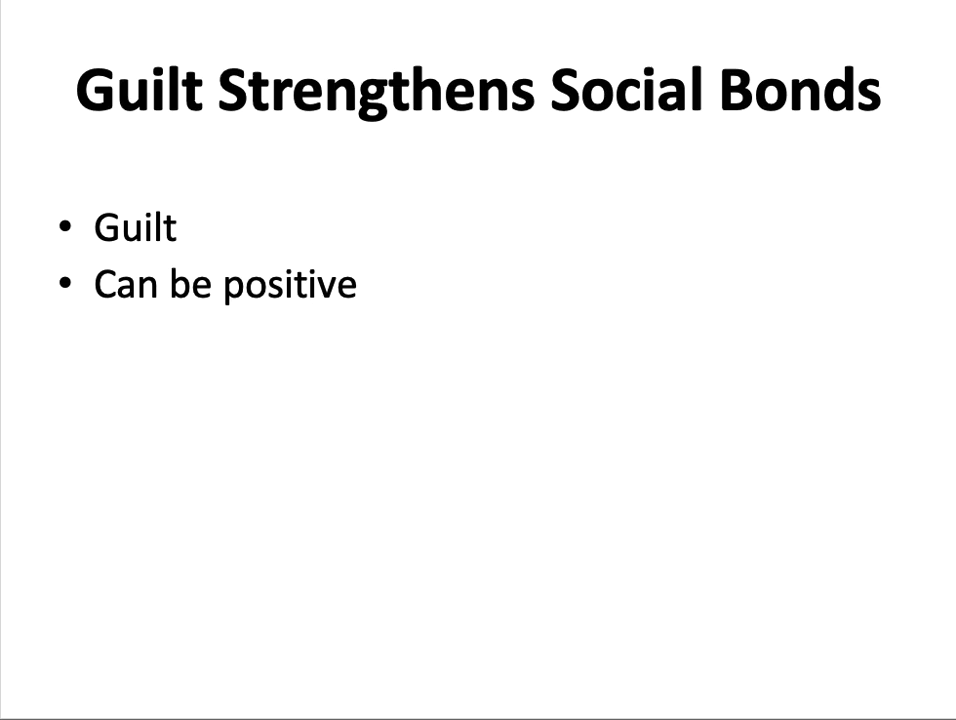 Guilt Strengthens Social Bonds
• Guilt
• Can be positive